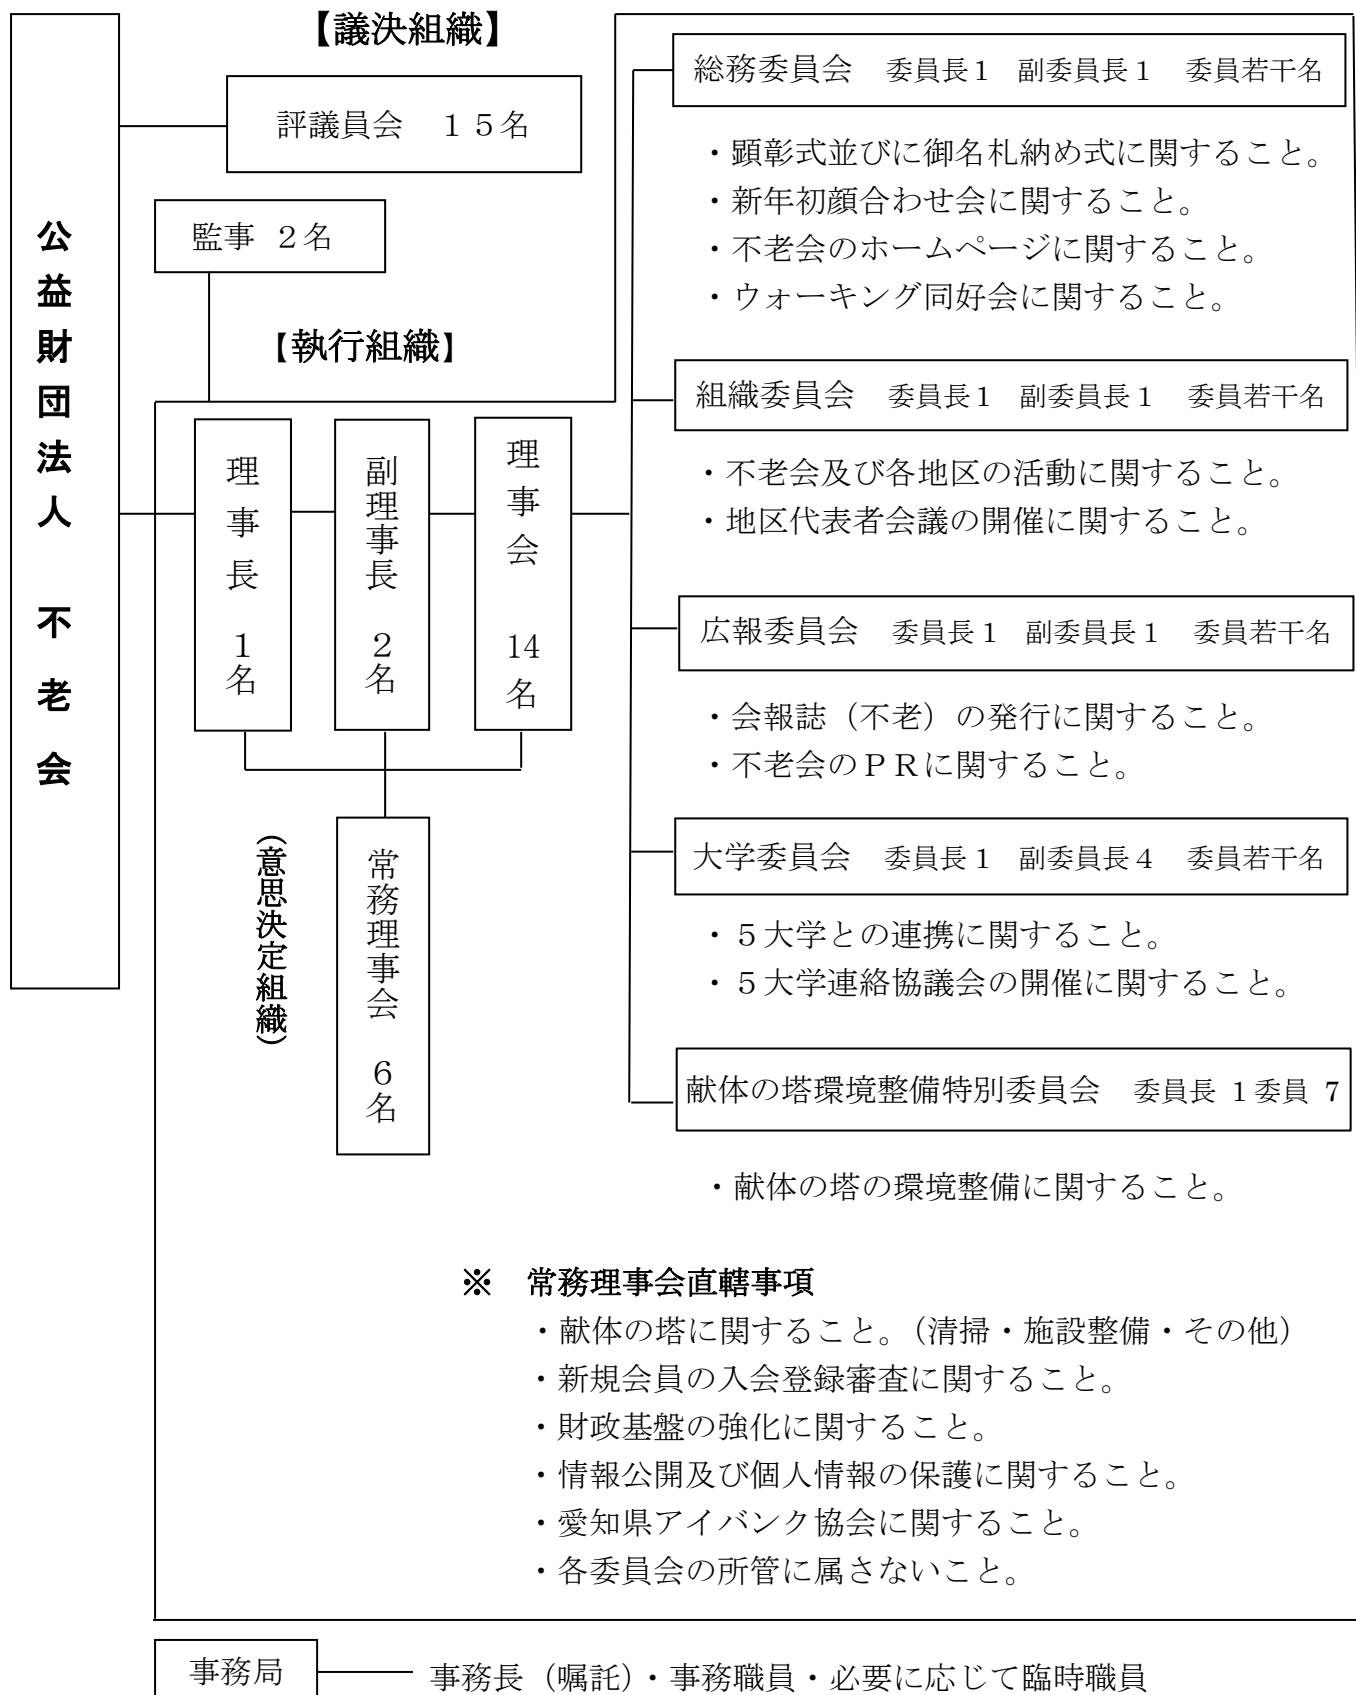 公益財団法人　不老会
【議決組織】
評議員会　１５名
監事 ２名
【執行組織】
理事長 １名
副理事長 ２名
理事会 14名
（意思決定組織）
常務理事会 ６名
総務委員会　委員長１　副委員長１　委員若干名
・顕彰式並びに御名札納め式に関すること。
・新年初顔合わせ会に関すること。
・不老会のホームページに関すること。
・ウォーキング同好会に関すること。
組織委員会　委員長１　副委員長１　委員若干名
・不老会及び各地区の活動に関すること。
・地区代表者会議の開催に関すること。
広報委員会　委員長１　副委員長１　委員若干名
・会報誌（不老）の発行に関すること。
・不老会のＰＲに関すること。
大学委員会　委員長１　副委員長４　委員若干名
・５大学との連携に関すること。
・５大学連絡協議会の開催に関すること。
献体の塔環境整備特別委員会　委員長 １委員 7
・献体の塔の環境整備に関すること。
※　常務理事会直轄事項
・献体の塔に関すること。（清掃・施設整備・その他）
・新規会員の入会登録審査に関すること。
・財政基盤の強化に関すること。
・情報公開及び個人情報の保護に関すること。
・愛知県アイバンク協会に関すること。
・各委員会の所管に属さないこと。
事務局
事務長（嘱託）・事務職員・必要に応じて臨時職員